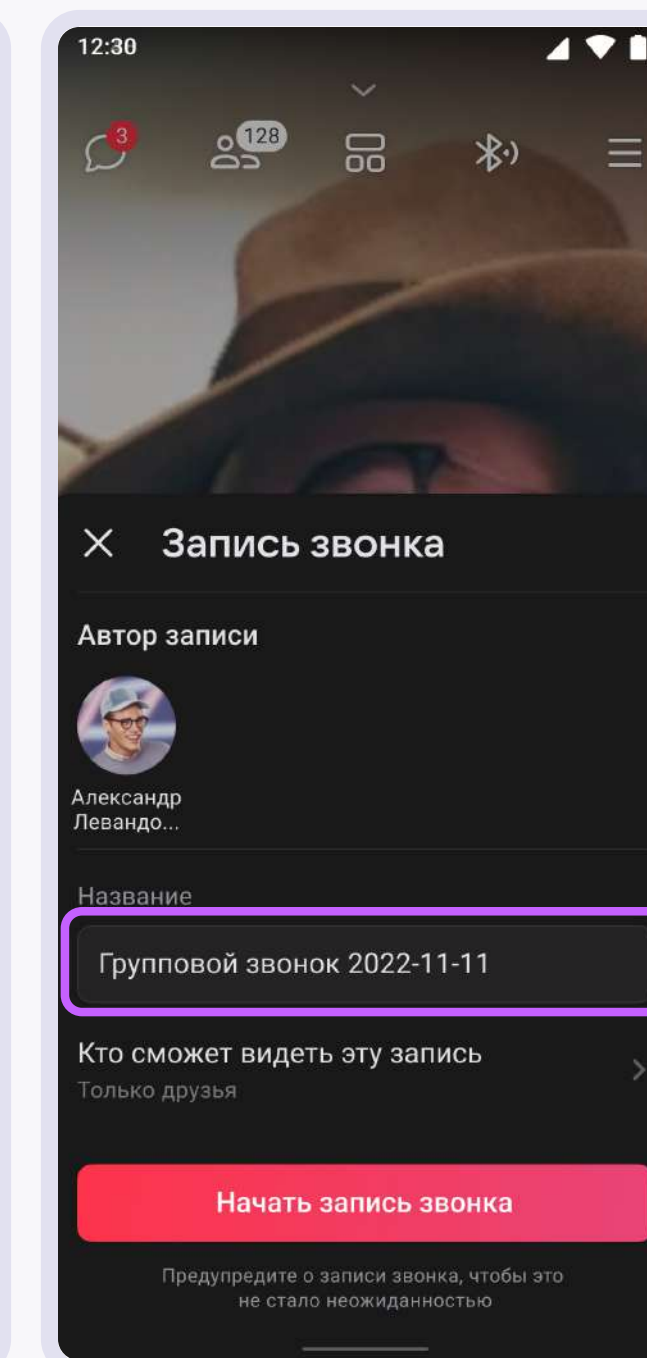 12:30
3
128
Запись звонка
Автор записи
Александр
Левандо...
Название
Групповой звонок 2022-11-11
Кто сможет видеть эту запись
Только друзья
Начать запись звонка
Предупредите о записи звонка, чтобы это
не стало неожиданностью